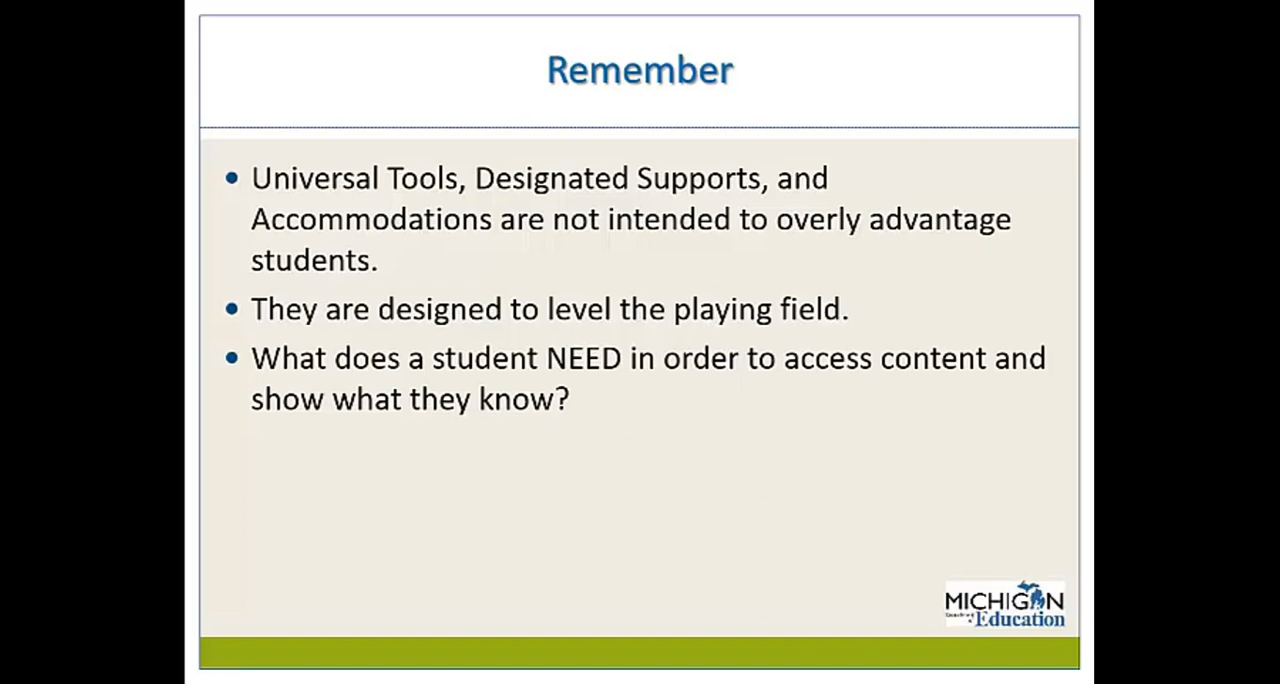 Remember
• Universal Tools, Designated Supports, and
Accommodations are not intended to overly advantage
students.
• They are designed to level the playing field.
• What does a student NEED in order to access content and
show what they know?
MICHIGAN
Education